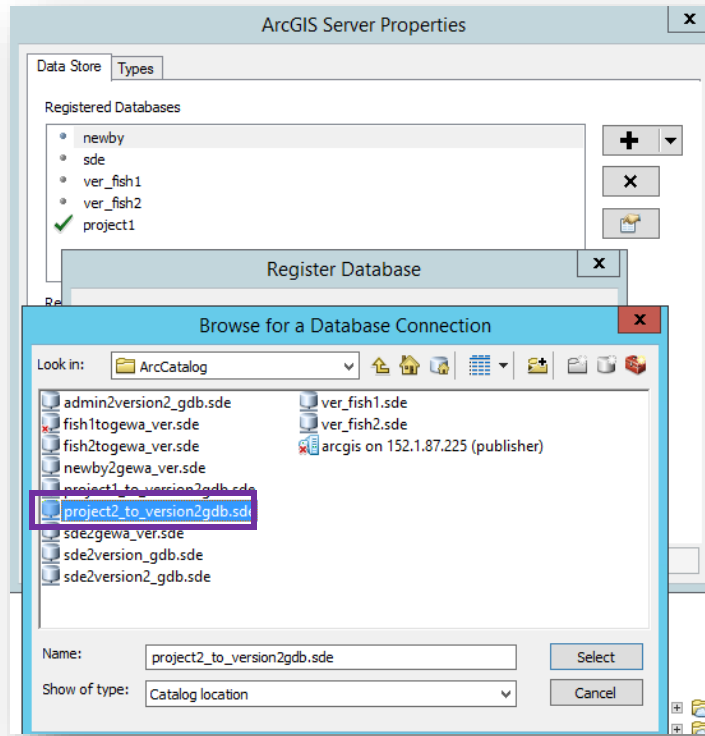 ArcGIS Server Properties
x
Data Store
Types
Registered Databases
newby
sde
ver_fish1
ver_fish2
project1
Register Database
x
Re
Browse for a Database Connection
x
Look in:
ArcCatalog
admin2version2_gdb.sde
fish1togewa_ver.sde
fish2togewa_ver.sde
newby2gewa_ver.sde
project1_to_version2gdb.sde
project2_to_version2gdb.sde
sde2gewa_ver.sde
sde2version_gdb.sde
sde2version2_gdb.sde
ver_fish1.sde
ver_fish2.sde
arcgis on 152.1.87.225 (publisher)
Name:
project2_to_version2gdb.sde
Select
Show of type:
Catalog location
Cancel